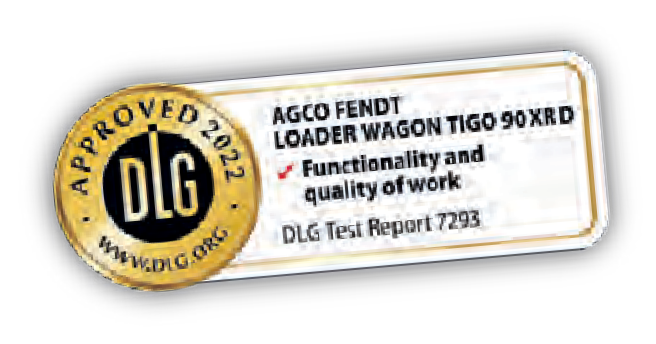 APPROVED 2022
DLG
WWW.DLG.ORG
AGCO FENDT
LOADER WAGON TIGO 90 XR D
Functionality and
quality of work
DLG Test Report 7293